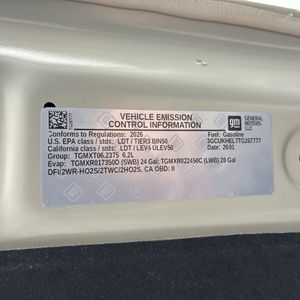 VEHICLE EMISSION
CONTROL INFORMATION
gm GENERAL MOTORS LLC
Conforms to Regulations: 2026 Fuel: Gasoline
U.S. EPA class / stds: LDT / TIER3 BIN50 3GCUKHEL7TG267777
California class / stds: LDT / LEV4 ULEV50 Date: 26 01
Group: TGMXT06.2375 6.2L
Evap: TGMXR0173500 (SWB) 24 Gal; TGMXR022450C (LWB) 28 Gal
DFI/2WR-HO2S/2TWC/2HO2S, CA OBD: II